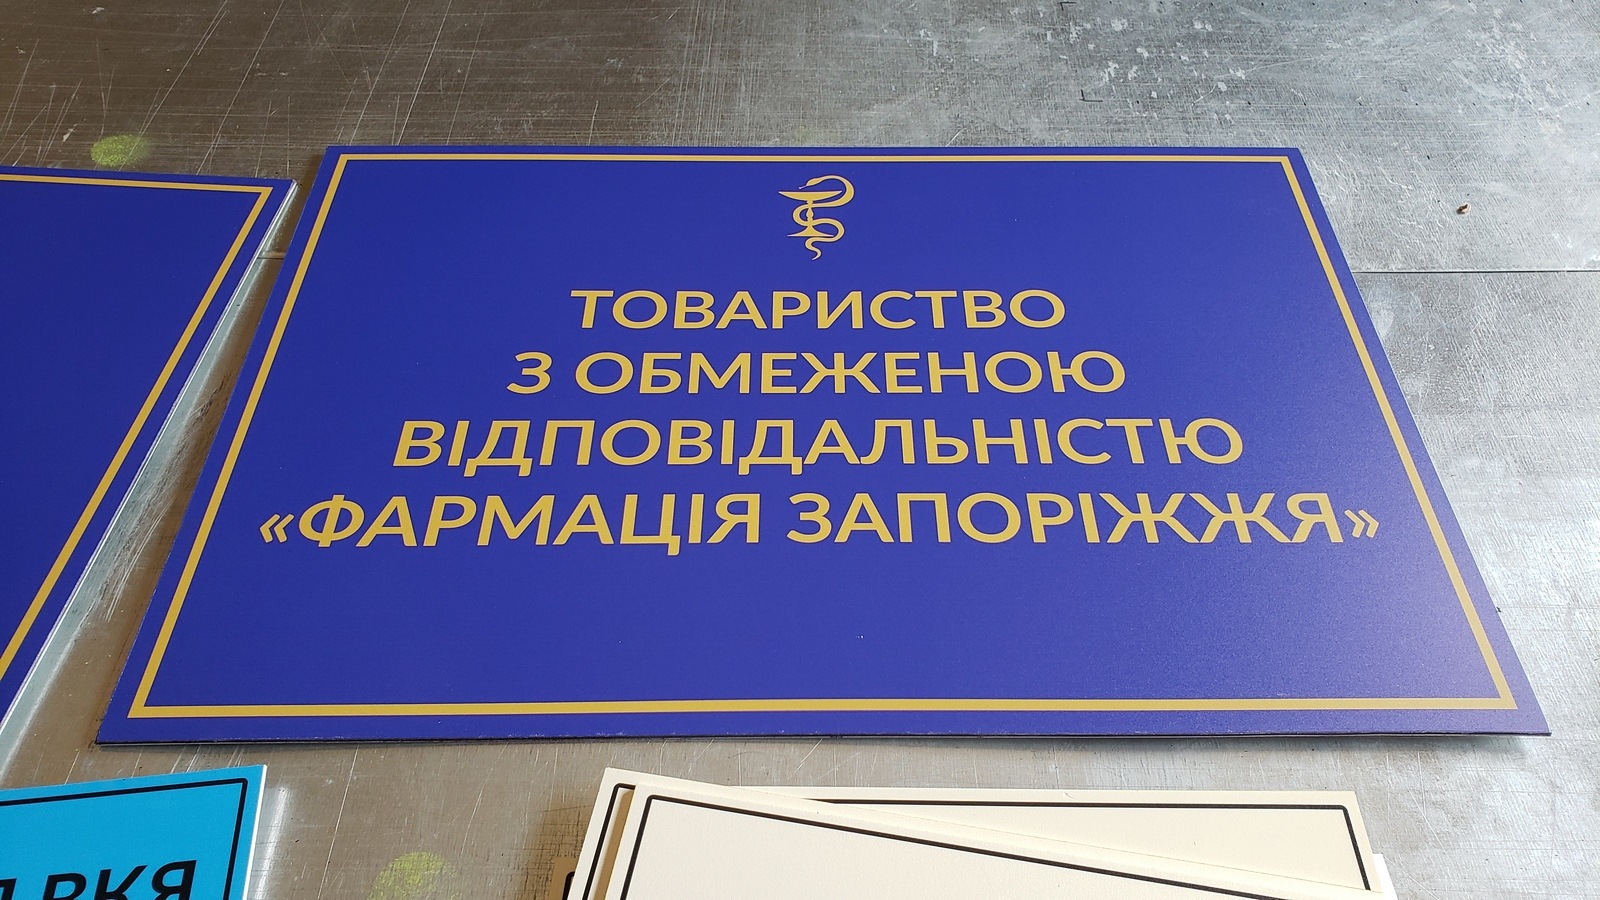 ТОВАРИСТВО
З ОБМЕЖЕНОЮ
ВІДПОВІДАЛЬНІСТЮ
«ФАРМАЦІЯ ЗАПОРІЖЖЯ»